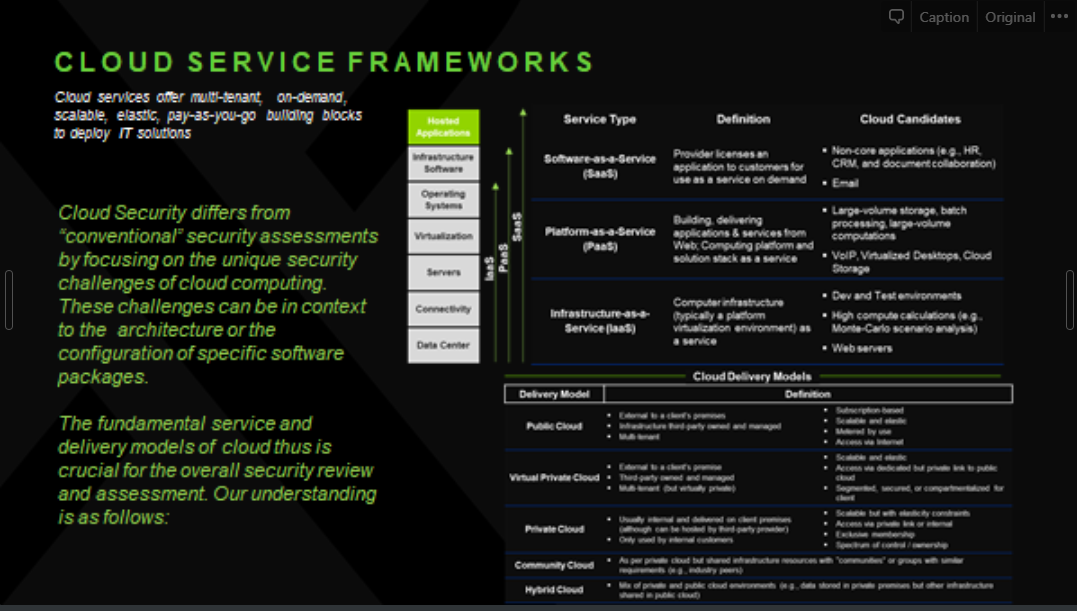 Caption
Original
CLOUD SERVICE FRAMEWORKS
Cloud services offer multi-tenant, on-demand,
scalable, elastic, pay-as-you-go building blocks
to deploy IT solutions
Cloud Security differs from
“conventional” security assessments
by focusing on the unique security
challenges of cloud computing.
These challenges can be in context
to the architecture or the
configuration of specific software
packages.
The fundamental service and
delivery models of cloud thus is
crucial for the overall security review
and assessment. Our understanding
is as follows:
Hosted
Applications
Infrastructure
Software
Operating
Systems
Virtualization
Servers
Connectivity
Data Center
IaaS
PaaS
SaaS
Service Type
Definition
Cloud Candidates
Software-as-a-Service
(SaaS)
Provider licenses an
application to customers for
use as a service on demand
▪ Non-core applications (e.g., HR,
CRM, and document collaboration)
▪ Email
Platform-as-a-Service
(PaaS)
Building, delivering
applications & services from
Web; Computing platform and
solution stack as a service
▪ Large-volume storage, batch
processing, large-volume
computations
▪ VoIP, Virtualized Desktops, Cloud
Storage
Infrastructure-as-a-
Service (IaaS)
Computer infrastructure
(typically a platform
virtualization environment) as
a service
▪ Dev and Test environments
▪ High compute calculations (e.g.,
Monte-Carlo scenario analysis)
▪ Web servers
Cloud Delivery Models
Delivery Model
Definition
Public Cloud
▪ External to a client's premises
▪ Infrastructure third-party owned and managed
▪ Multi-tenant
▪ Subscription-based
▪ Scalable and elastic
▪ Metered by use
▪ Access via Internet
Virtual Private Cloud
▪ External to a client's premise
▪ Third-party owned and managed
▪ Multi-tenant (but virtually private)
▪ Scalable and elastic
▪ Access via dedicated but private link to public
cloud
▪ Segmented, secured, or compartmentalized for
client
Private Cloud
▪ Usually internal and delivered on client premises
(although can be hosted by third-party provider)
▪ Only used by internal customers
▪ Scalable but with elasticity constraints
▪ Access via private link or internal
▪ Exclusive membership
▪ Spectrum of control / ownership
Community Cloud
▪ As per private cloud but shared infrastructure resources with "communities" or groups with similar
requirements (e.g., industry peers)
Hybrid Cloud
▪ Mix of private and public cloud environments (e.g., data stored in private premises but other infrastructure
shared in public cloud)